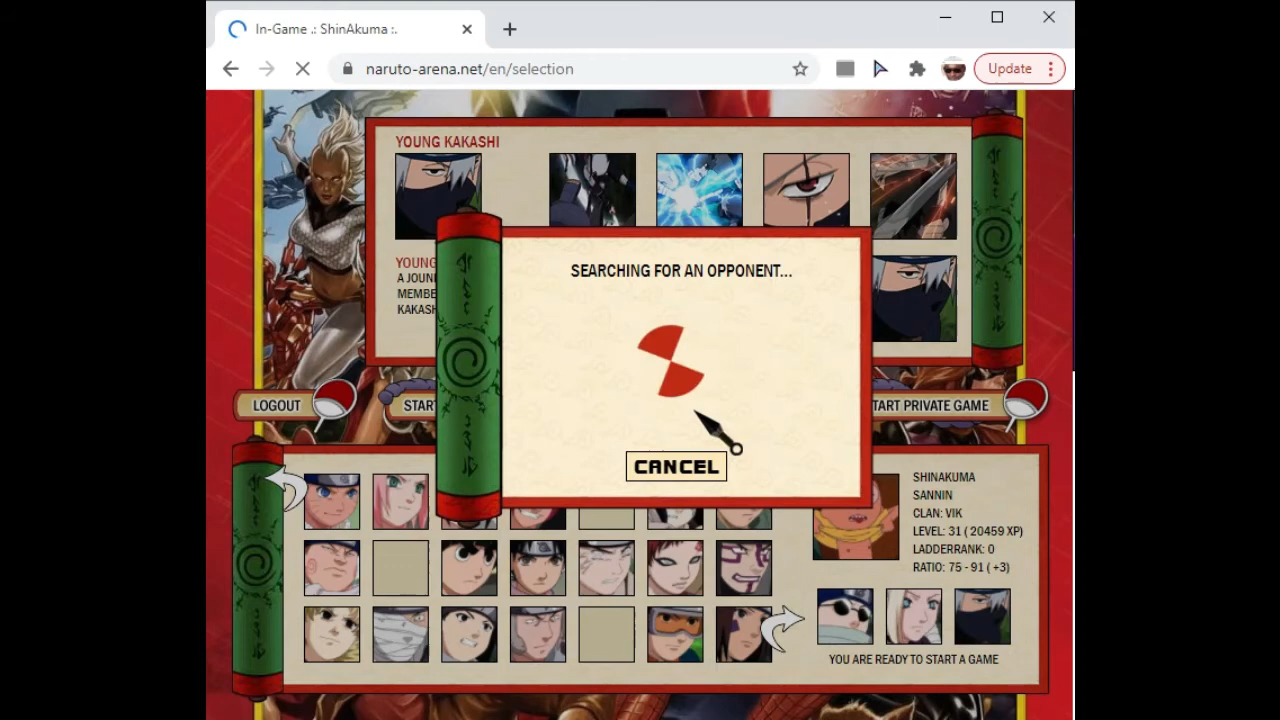 In-Game .: ShinAkuma :.
naruto-arena.net/en/selection
Update
YOUNG KAKASHI
YOUNG
A JOUN
MEMBE
KAKASH
SEARCHING FOR AN OPPONENT...
CANCEL
LOGOUT
START
TART PRIVATE GAME
SHINAKUMA
SANNIN
CLAN: VIK
LEVEL: 31 ( 20459 XP)
LADDERRANK: 0
RATIO: 75 - 91 ( +3)
YOU ARE READY TO START A GAME